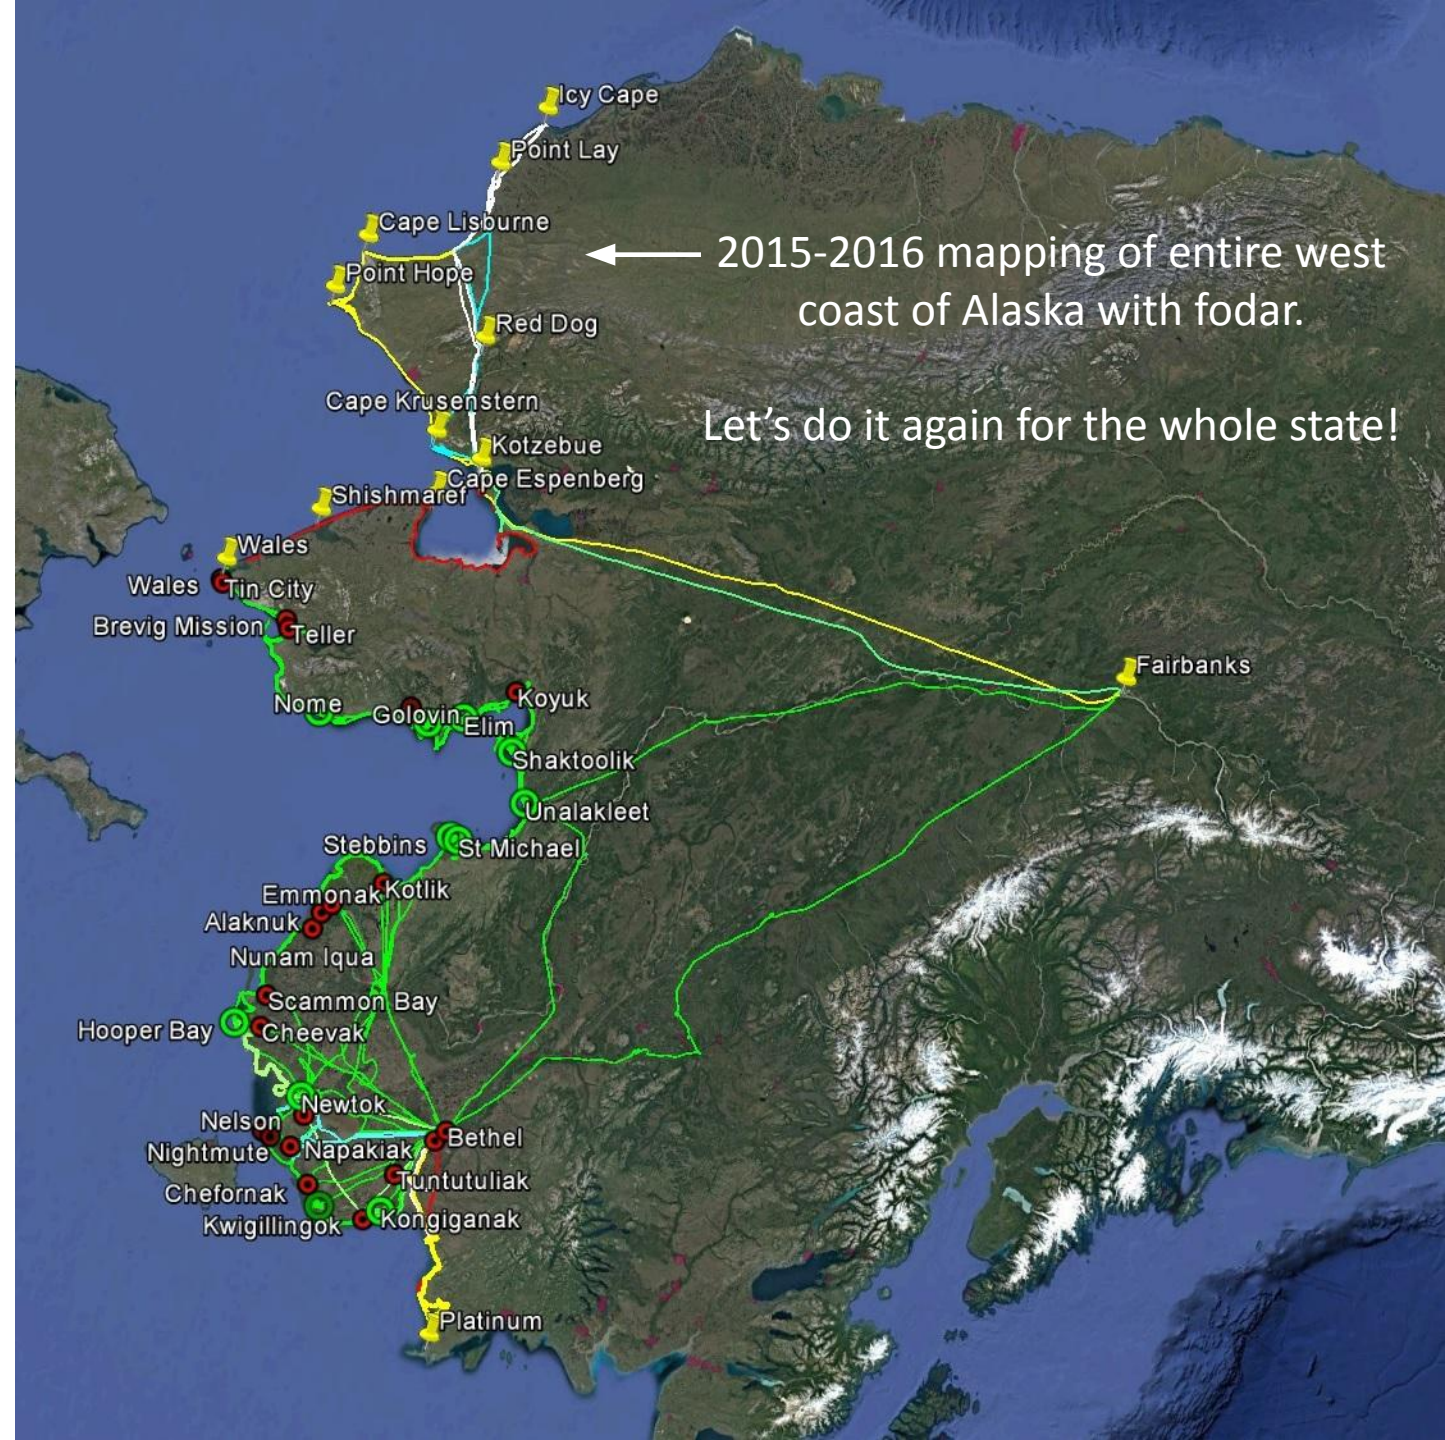 Icy Cape
Point Lay
Cape Lisburne
2015-2016 mapping of entire west
coast of Alaska with fodar.
Point Hope
Red Dog
Cape Krusenstern
Let’s do it again for the whole state!
Kotzebue
Cape Espenberg
Shishmaref
Wales
Wales
Tin City
Brevig Mission
Teller
Fairbanks
Nome
Golovin
Koyuk
Elim
Shaktoolik
Unalakleet
Stebbins
St Michael
Emmonak
Kotlik
Alaknuk
Nunam Iqua
Scammon Bay
Hooper Bay
Cheevak
Newtok
Nelson
Bethel
Nightmute
Napakiak
Tuntutuliak
Chefornak
Kwigillingok
Kongiganak
Platinum